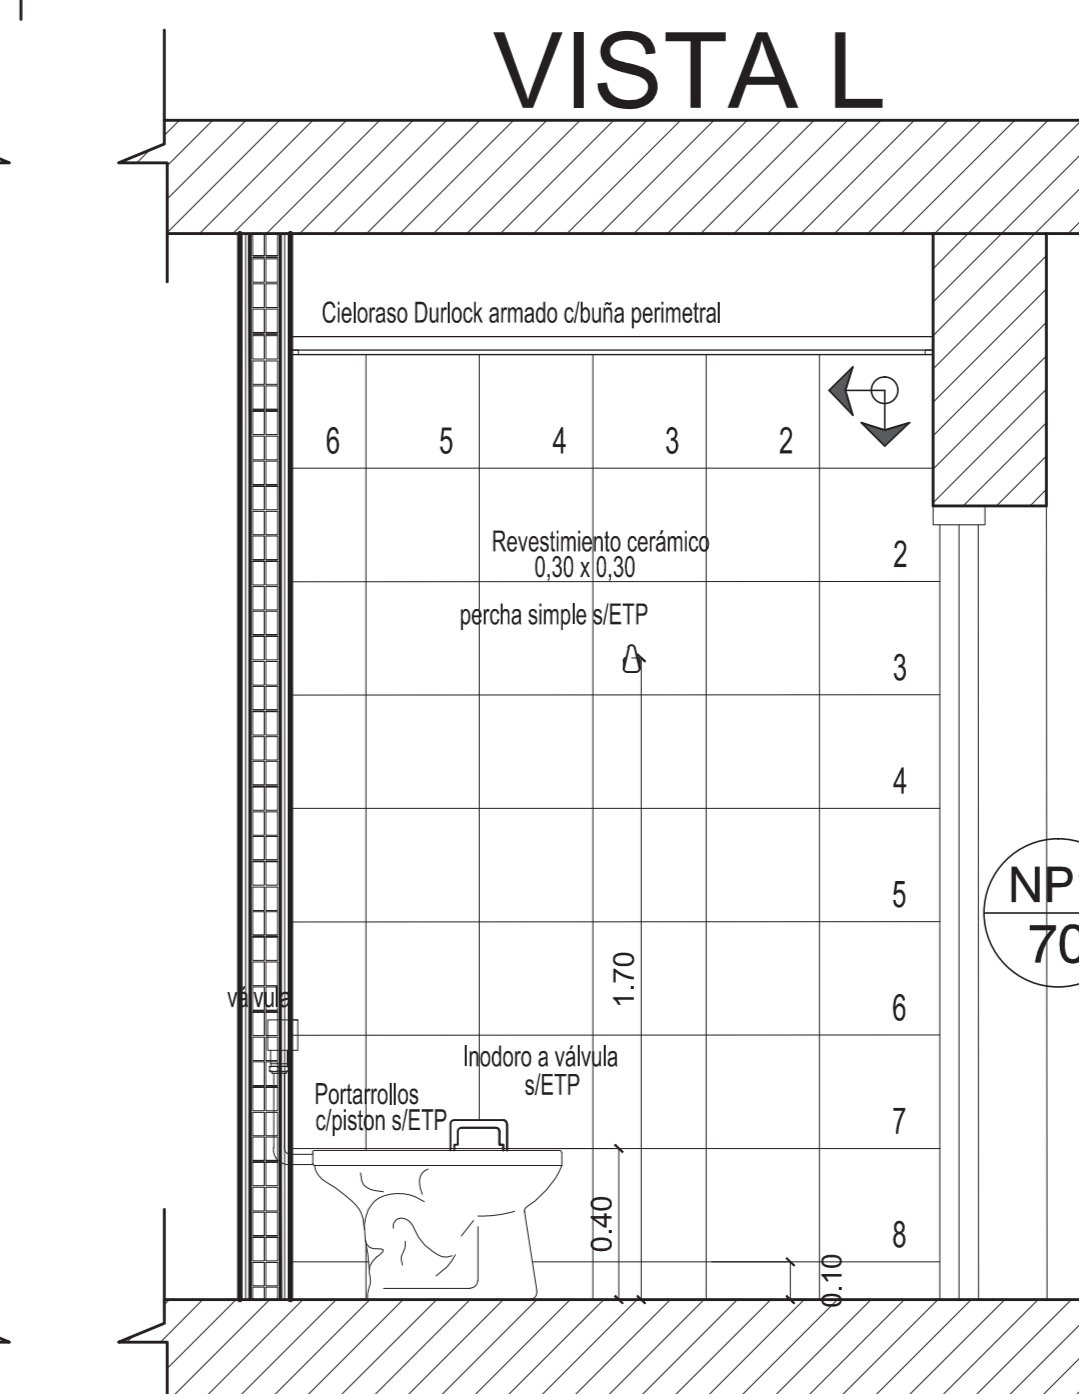 VISTA L
Cieloraso Durlock armado c/buña perimetral
6 5 4 3 2
Revestimiento cerámico
0,30 x 0,30
2
percha simple s/ETP
3
4
5
NP
70
1.70
6
válvula
Inodoro a válvula
s/ETP
Portarrollos
c/piston s/ETP
7
0.40
8
0.10